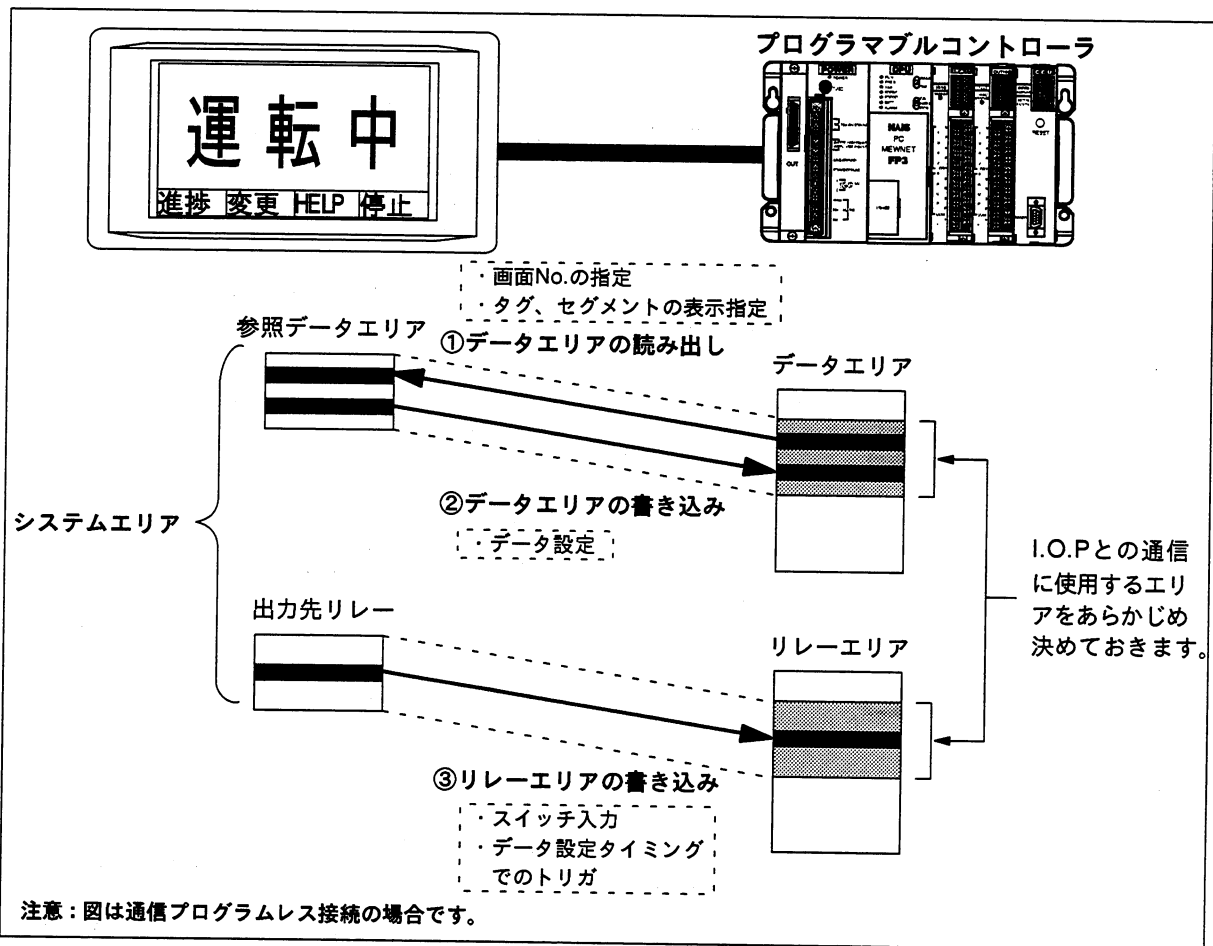 プログラマブルコントローラ
運転中
進捗 変更 HELP 停止
POWER
CPU
OUT
NAiS
PC
MEWNET
FP3
RESET
・画面No.の指定
・タグ、セグメントの表示指定
参照データエリア
①データエリアの読み出し
データエリア
②データエリアの書き込み
・データ設定
システムエリア
I.O.Pとの通信
に使用するエリ
アをあらかじめ
決めておきます。
出力先リレー
リレーエリア
③リレーエリアの書き込み
・スイッチ入力
・データ設定タイミング
でのトリガ
注意：図は通信プログラムレス接続の場合です。